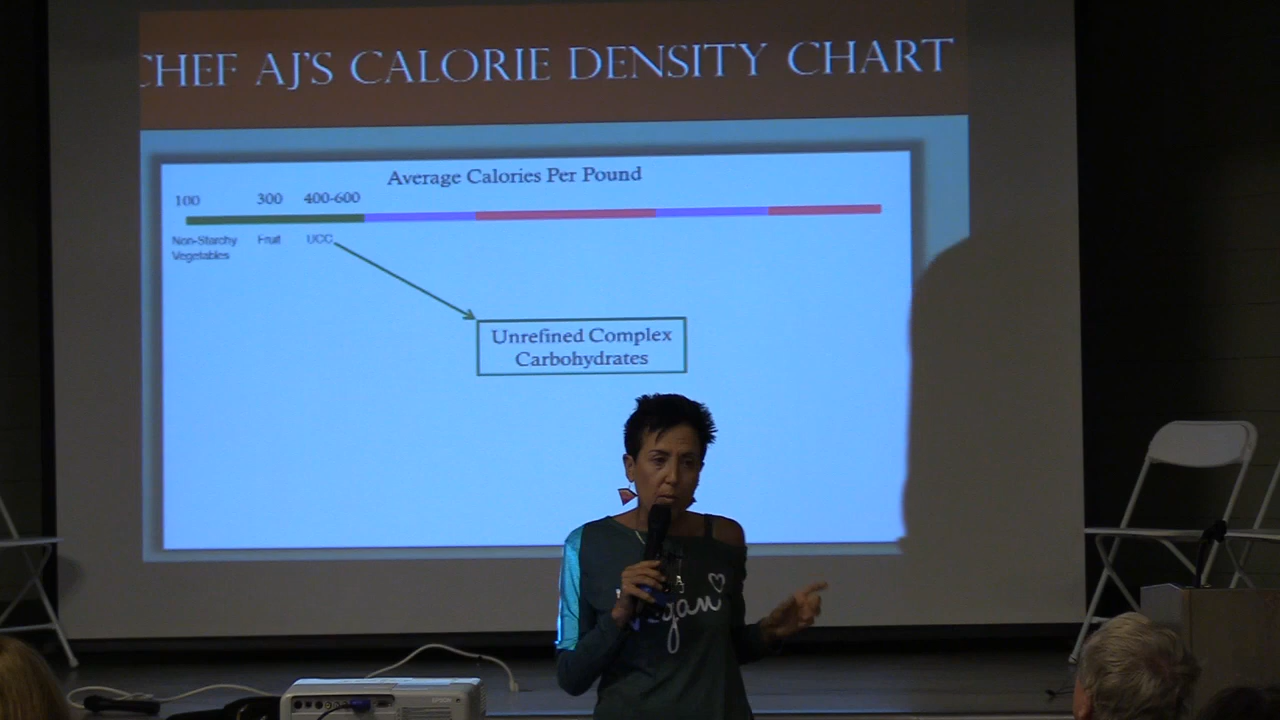 CHEF AJ'S CALORIE DENSITY CHART
Average Calories Per Pound
100 300 400-600
Non-Starchy Fruit UCC
Vegetables
Unrefined Complex
Carbohydrates
Vegan
EPSON